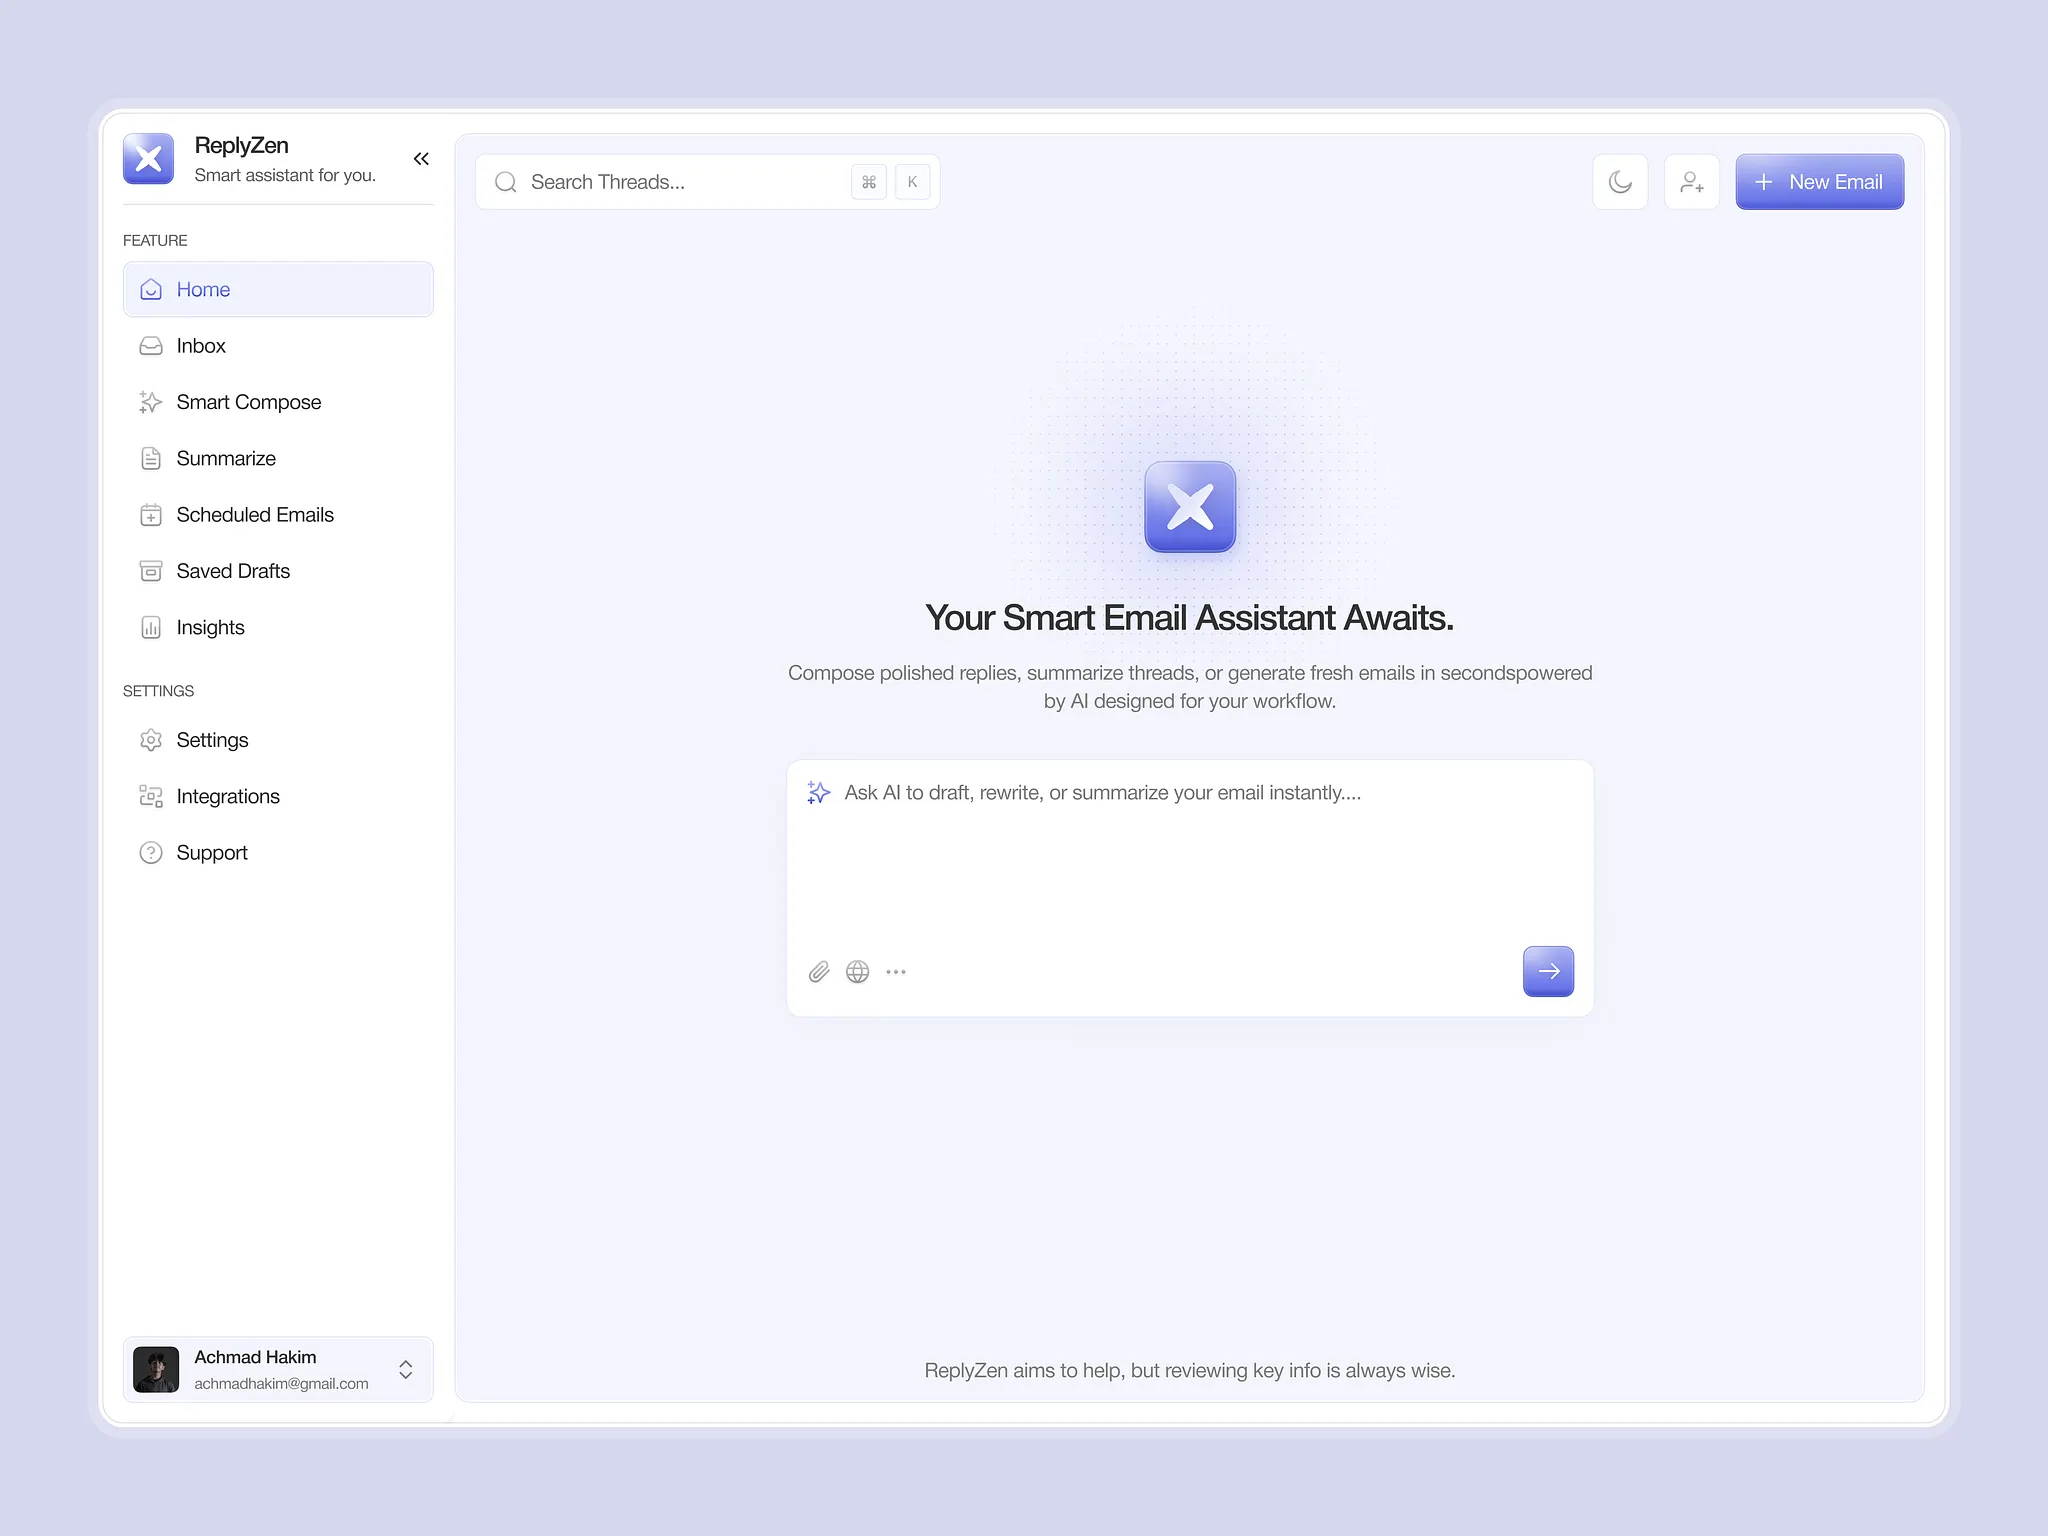 ReplyZen
Smart assistant for you.
FEATURE
Home
Inbox
Smart Compose
Summarize
Scheduled Emails
Saved Drafts
Insights
SETTINGS
Settings
Integrations
Support
Achmad Hakim
achmadhakim@gmail.com
Search Threads...
⌘ K
New Email
Your Smart Email Assistant Awaits.
Compose polished replies, summarize threads, or generate fresh emails in secondspowered
by AI designed for your workflow.
Ask AI to draft, rewrite, or summarize your email instantly....
ReplyZen aims to help, but reviewing key info is always wise.